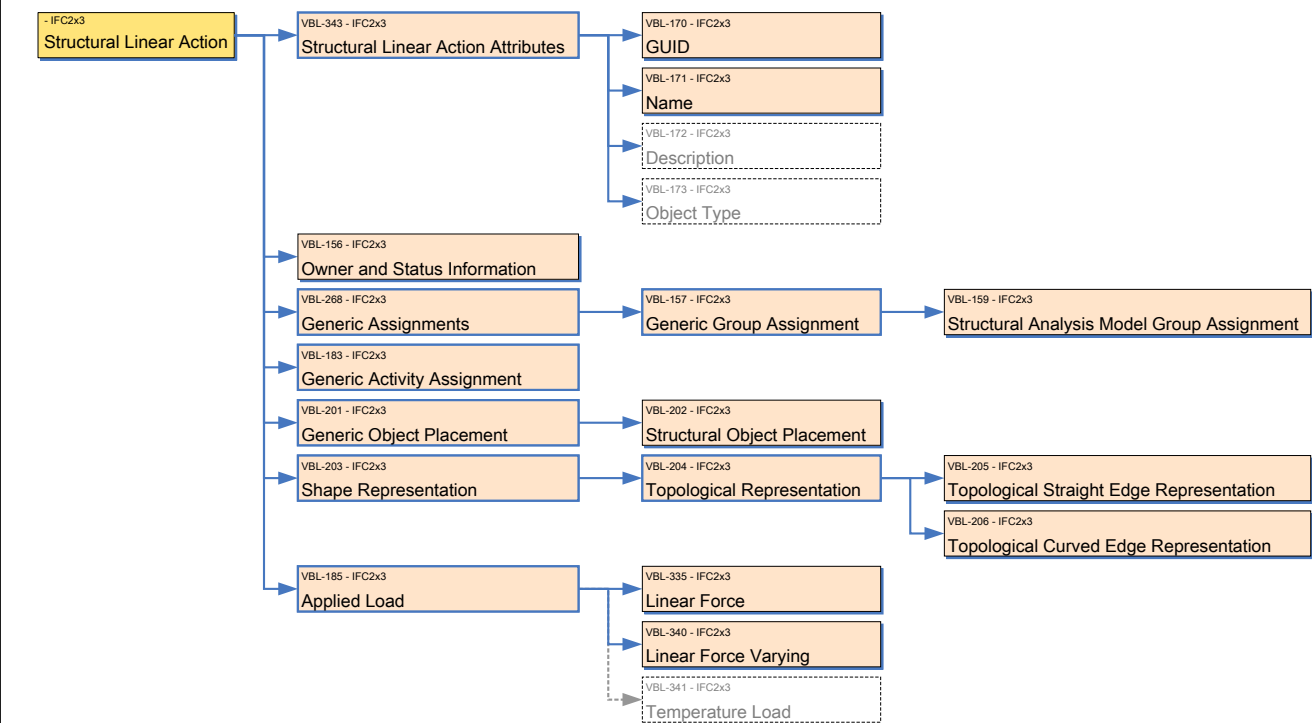 - IFC2x3
Structural Linear Action
VBL-343 - IFC2x3
Structural Linear Action Attributes
VBL-170 - IFC2x3
GUID
VBL-171 - IFC2x3
Name
VBL-172 - IFC2x3
Description
VBL-173 - IFC2x3
Object Type
VBL-156 - IFC2x3
Owner and Status Information
VBL-268 - IFC2x3
Generic Assignments
VBL-157 - IFC2x3
Generic Group Assignment
VBL-159 - IFC2x3
Structural Analysis Model Group Assignment
VBL-183 - IFC2x3
Generic Activity Assignment
VBL-201 - IFC2x3
Generic Object Placement
VBL-202 - IFC2x3
Structural Object Placement
VBL-203 - IFC2x3
Shape Representation
VBL-204 - IFC2x3
Topological Representation
VBL-205 - IFC2x3
Topological Straight Edge Representation
VBL-206 - IFC2x3
Topological Curved Edge Representation
VBL-185 - IFC2x3
Applied Load
VBL-335 - IFC2x3
Linear Force
VBL-340 - IFC2x3
Linear Force Varying
VBL-341 - IFC2x3
Temperature Load